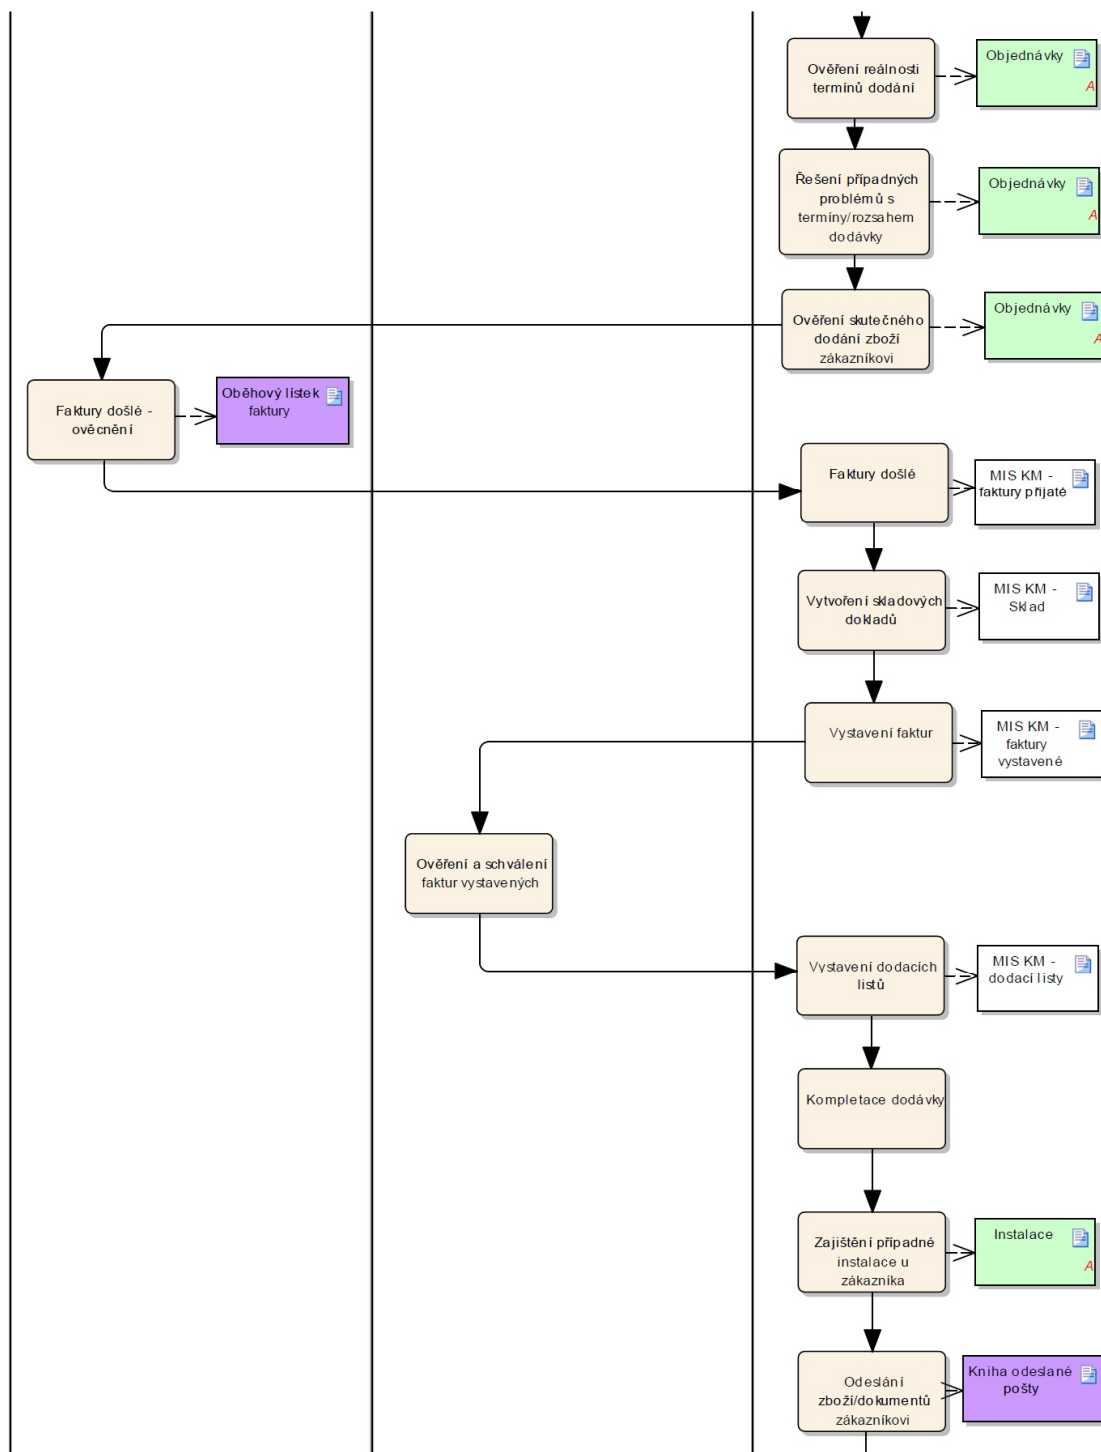 Ověření reálnosti
termínů dodání
Objednávky
A
Řešení případných
problémů s
termíny/rozsahem
dodávky
Objednávky
A
Ověření skutečného
dodání zboží
zákazníkovi
Objednávky
A
Faktury došlé -
ověcnění
Oběhový lístek
faktury
Faktury došlé
MIS KM -
faktury přijaté
Vytvoření skladových
dokladů
MIS KM -
Sklad
Vystavení faktur
MIS KM -
faktury
vystavené
Ověření a schválení
faktur vystavených
Vystavení dodacích
listů
MIS KM -
dodací listy
Kompletace dodávky
Zajištění případné
instalace u
zákazníka
Instalace
A
Odeslání
zboží/dokumentů
zákazníkovi
Kniha odeslané
pošty